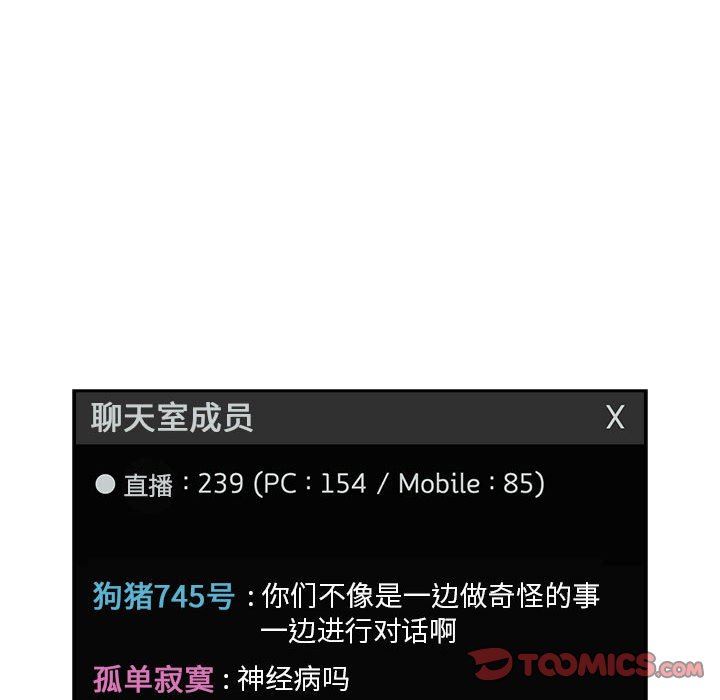 聊天室成员 X
● 直播 : 239 (PC : 154 / Mobile : 85)
狗猪745号 : 你们不像是一边做奇怪的事
一边进行对话啊
孤单寂寞 : 神经病吗
TOOMICS.COM